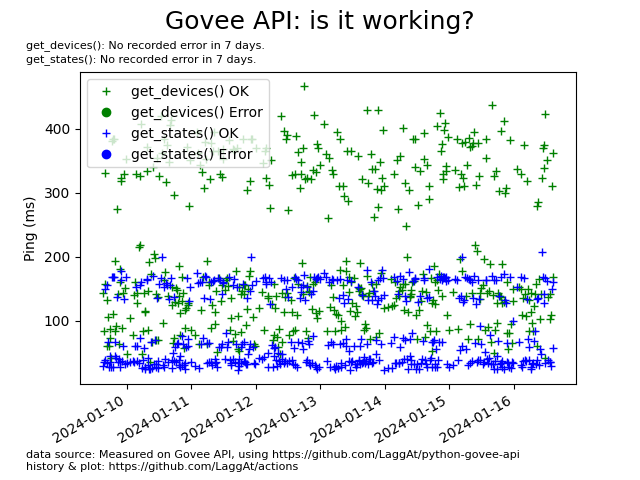 Govee API: is it working?
get_devices(): No recorded error in 7 days.
get_states(): No recorded error in 7 days.
get_devices() OK
get_devices() Error
get_states() OK
get_states() Error
Ping (ms)
400
300
200
100
2024-01-10
2024-01-11
2024-01-12
2024-01-13
2024-01-14
2024-01-15
2024-01-16
data source: Measured on Govee API, using https://github.com/LaggAt/python-govee-api
history & plot: https://github.com/LaggAt/actions